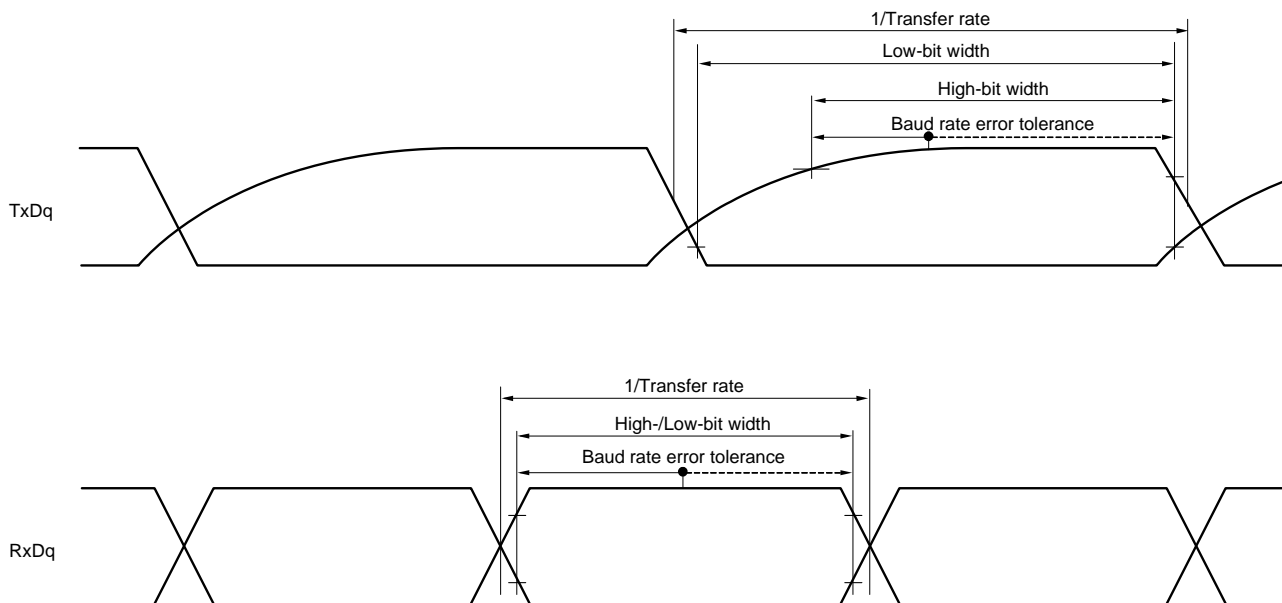 1/Transfer rate
Low-bit width
High-bit width
Baud rate error tolerance
TxDq
1/Transfer rate
High-/Low-bit width
Baud rate error tolerance
RxDq